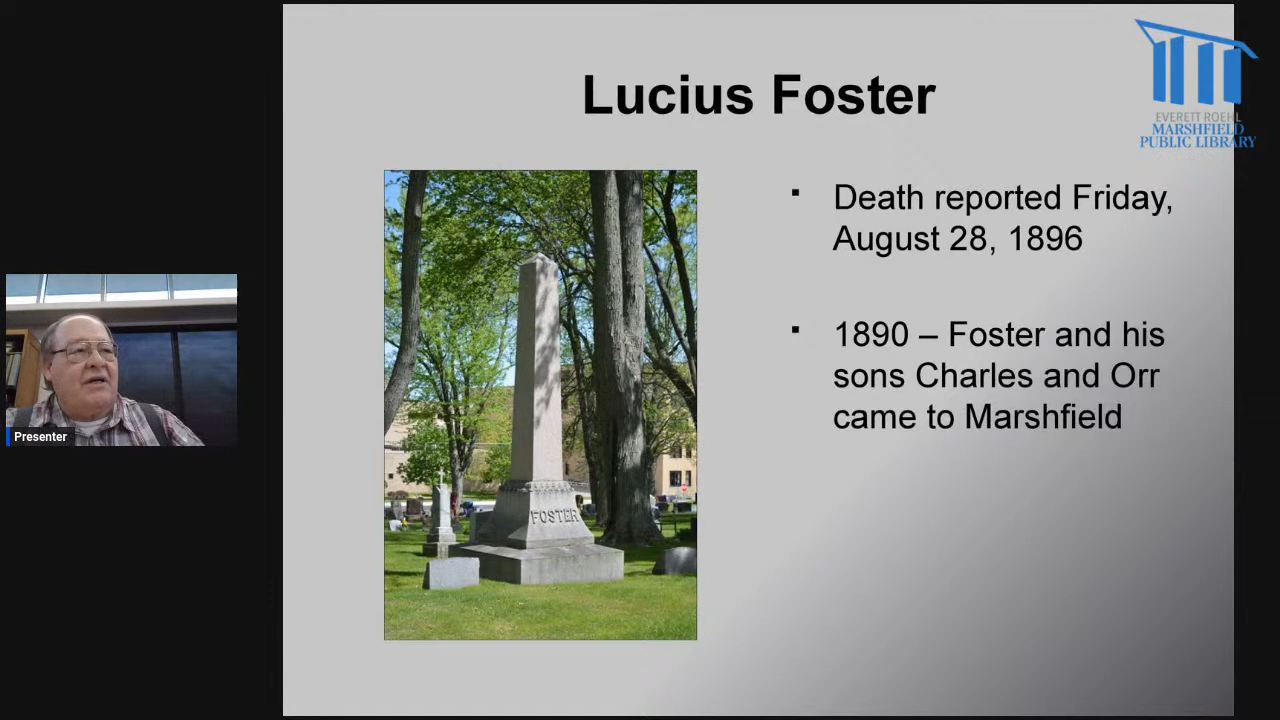 Lucius Foster
EVERETT ROEHL
MARSHFIELD
PUBLIC LIBRARY
▪ Death reported Friday,
August 28, 1896
▪ 1890 – Foster and his
sons Charles and Orr
came to Marshfield
FOSTER
Presenter